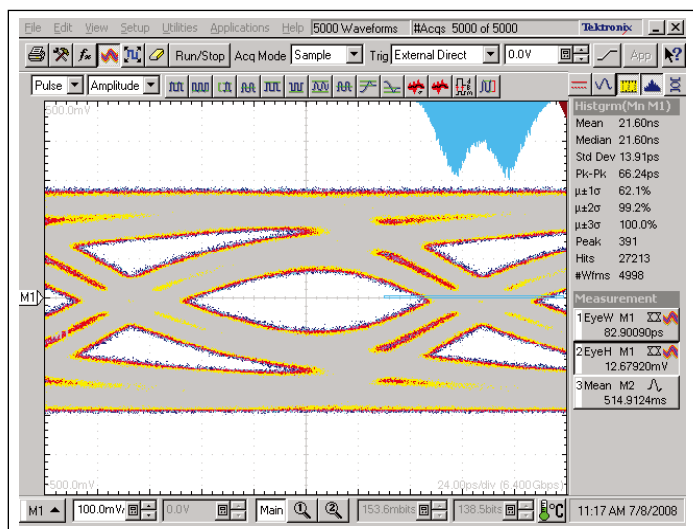 File Edit View Setup Utilities Applications Help 5000 Waveforms #Acqs 5000 of 5000 Tektronix
Run/Stop Acq Mode Sample Trig External Direct 0.0V App
Pulse Amplitude
500.0mV
Histgrm(Mn M1)
Mean 21.60ns
Median 21.60ns
Std Dev 13.91ps
Pk-Pk 66.24ps
µ±1σ 62.1%
µ±2σ 99.2%
µ±3σ 100.0%
Peak 391
Hits 27213
#Wfms 4998
M1
Measurement
1 EyeW M1
82.90090ps
2 EyeH M1
12.67920mV
3 Mean M2
514.9124ms
500.0mV
24.00ps/div (6.400Gbps)
M1 100.0mV/ 0.0V Main 1 2 153.6mbits 138.5bits °C 11:17 AM 7/8/2008